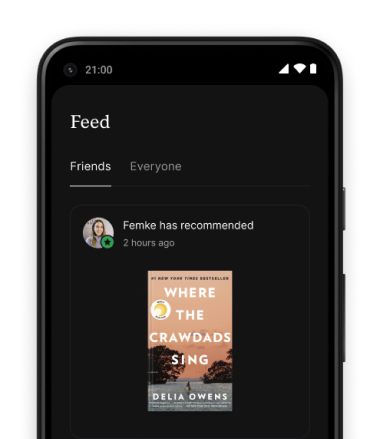 21:00
Feed
Friends Everyone
Femke has recommended
2 hours ago
#1 NEW YORK TIMES BESTSELLER
WHERE
THE
CRAWDADS
SING
DELIA OWENS